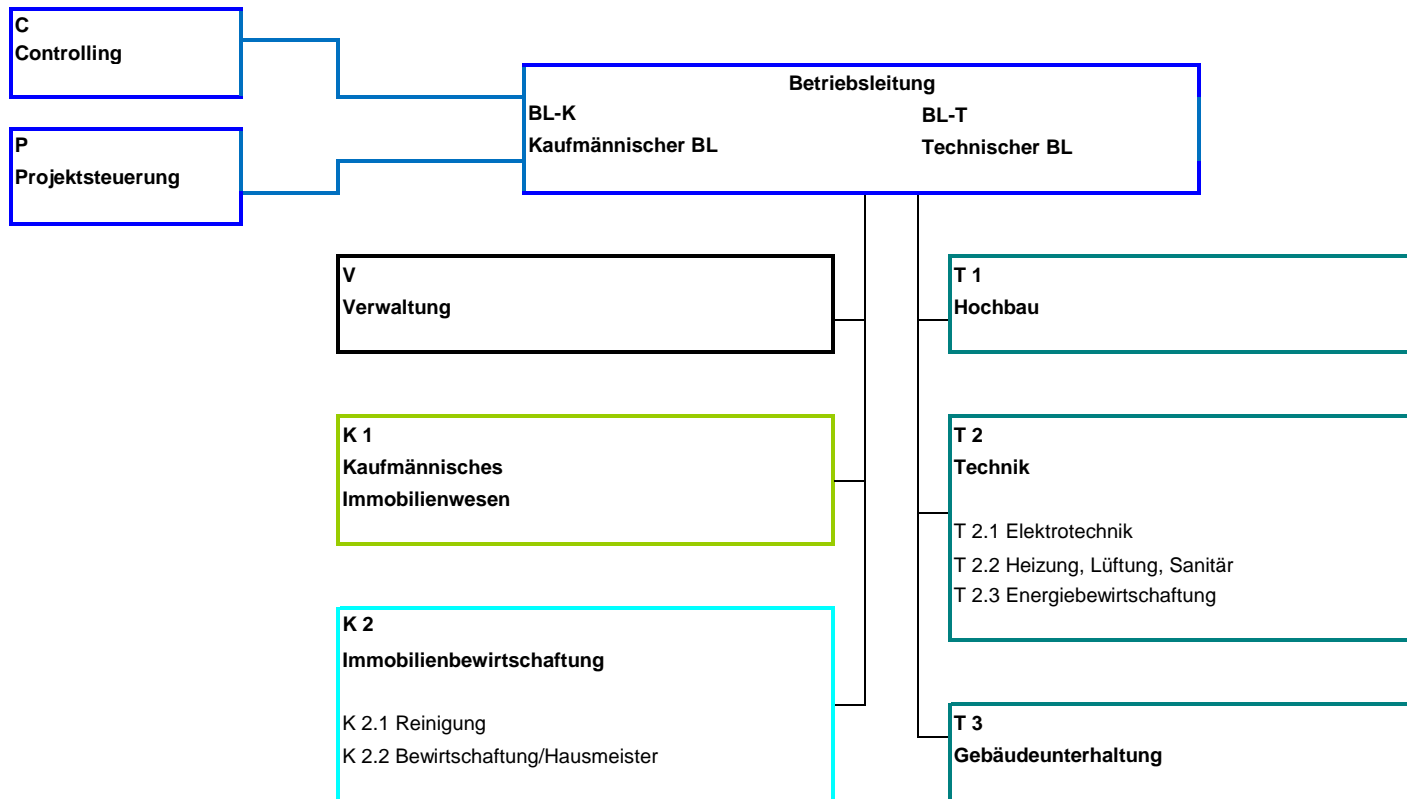 C
Controlling
P
Projektsteuerung
Betriebsleitung
BL-K
Kaufmännischer BL
BL-T
Technischer BL
V
Verwaltung
K 1
Kaufmännisches
Immobilienwesen
K 2
Immobilienbewirtschaftung
K 2.1 Reinigung
K 2.2 Bewirtschaftung/Hausmeister
T 1
Hochbau
T 2
Technik
T 2.1 Elektrotechnik
T 2.2 Heizung, Lüftung, Sanitär
T 2.3 Energiebewirtschaftung
T 3
Gebäudeunterhaltung